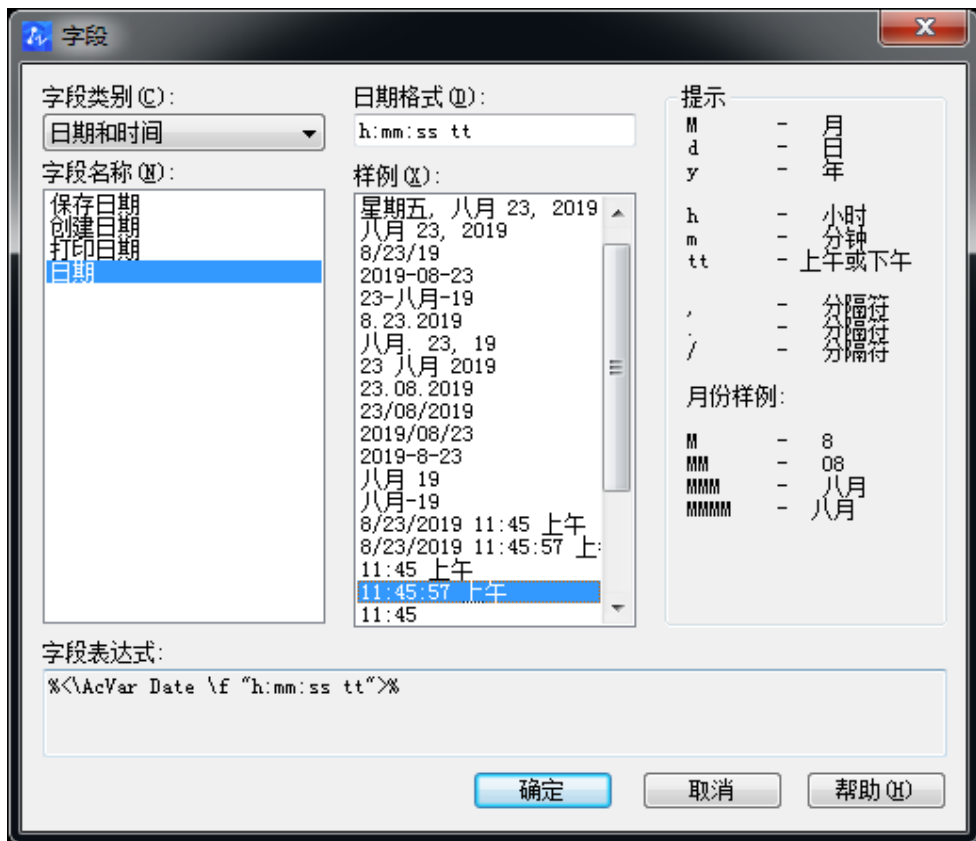 字段
字段类别(C):
日期和时间
字段名称(N):
保存日期
创建日期
打印日期
日期
日期格式(D):
h:mm:ss tt
样例(X):
星期五, 八月 23, 2019
八月 23, 2019
8/23/19
2019-08-23
23-八月-19
8.23.2019
八月. 23, 19
23 八月 2019
23.08.2019
23/08/2019
2019/08/23
2019-8-23
八月 19
八月-19
8/23/2019 11:45 上午
8/23/2019 11:45:57 上
11:45 上午
11:45:57 上午
11:45
提示
M - 月
d - 日
y - 年
h - 小时
m - 分钟
tt - 上午或下午
, - 分隔符
. - 分隔符
/ - 分隔符
月份样例:
M - 8
MM - 08
MMM - 八月
MMMM - 八月
字段表达式:
%<\AcVar Date \f "h:mm:ss tt">%
确定
取消
帮助(H)